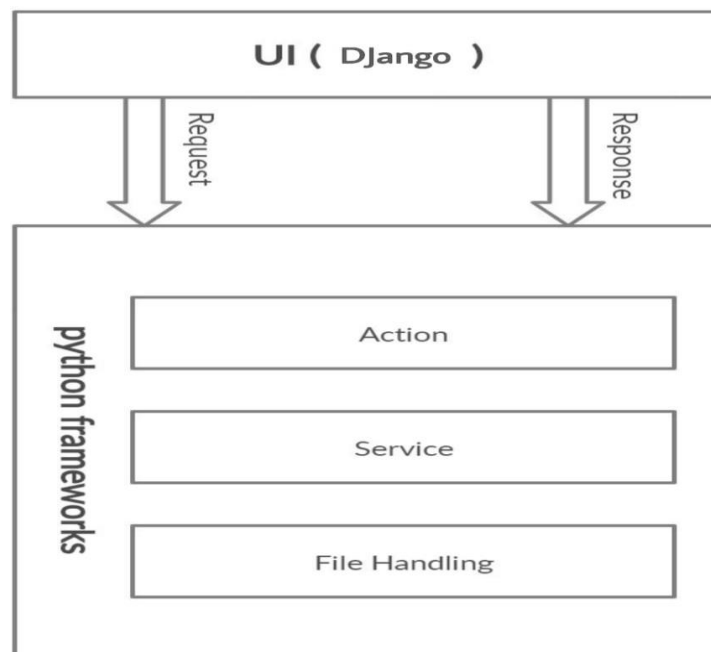 UI ( DJango )
Request
Response
python frameworks
Action
Service
File Handling